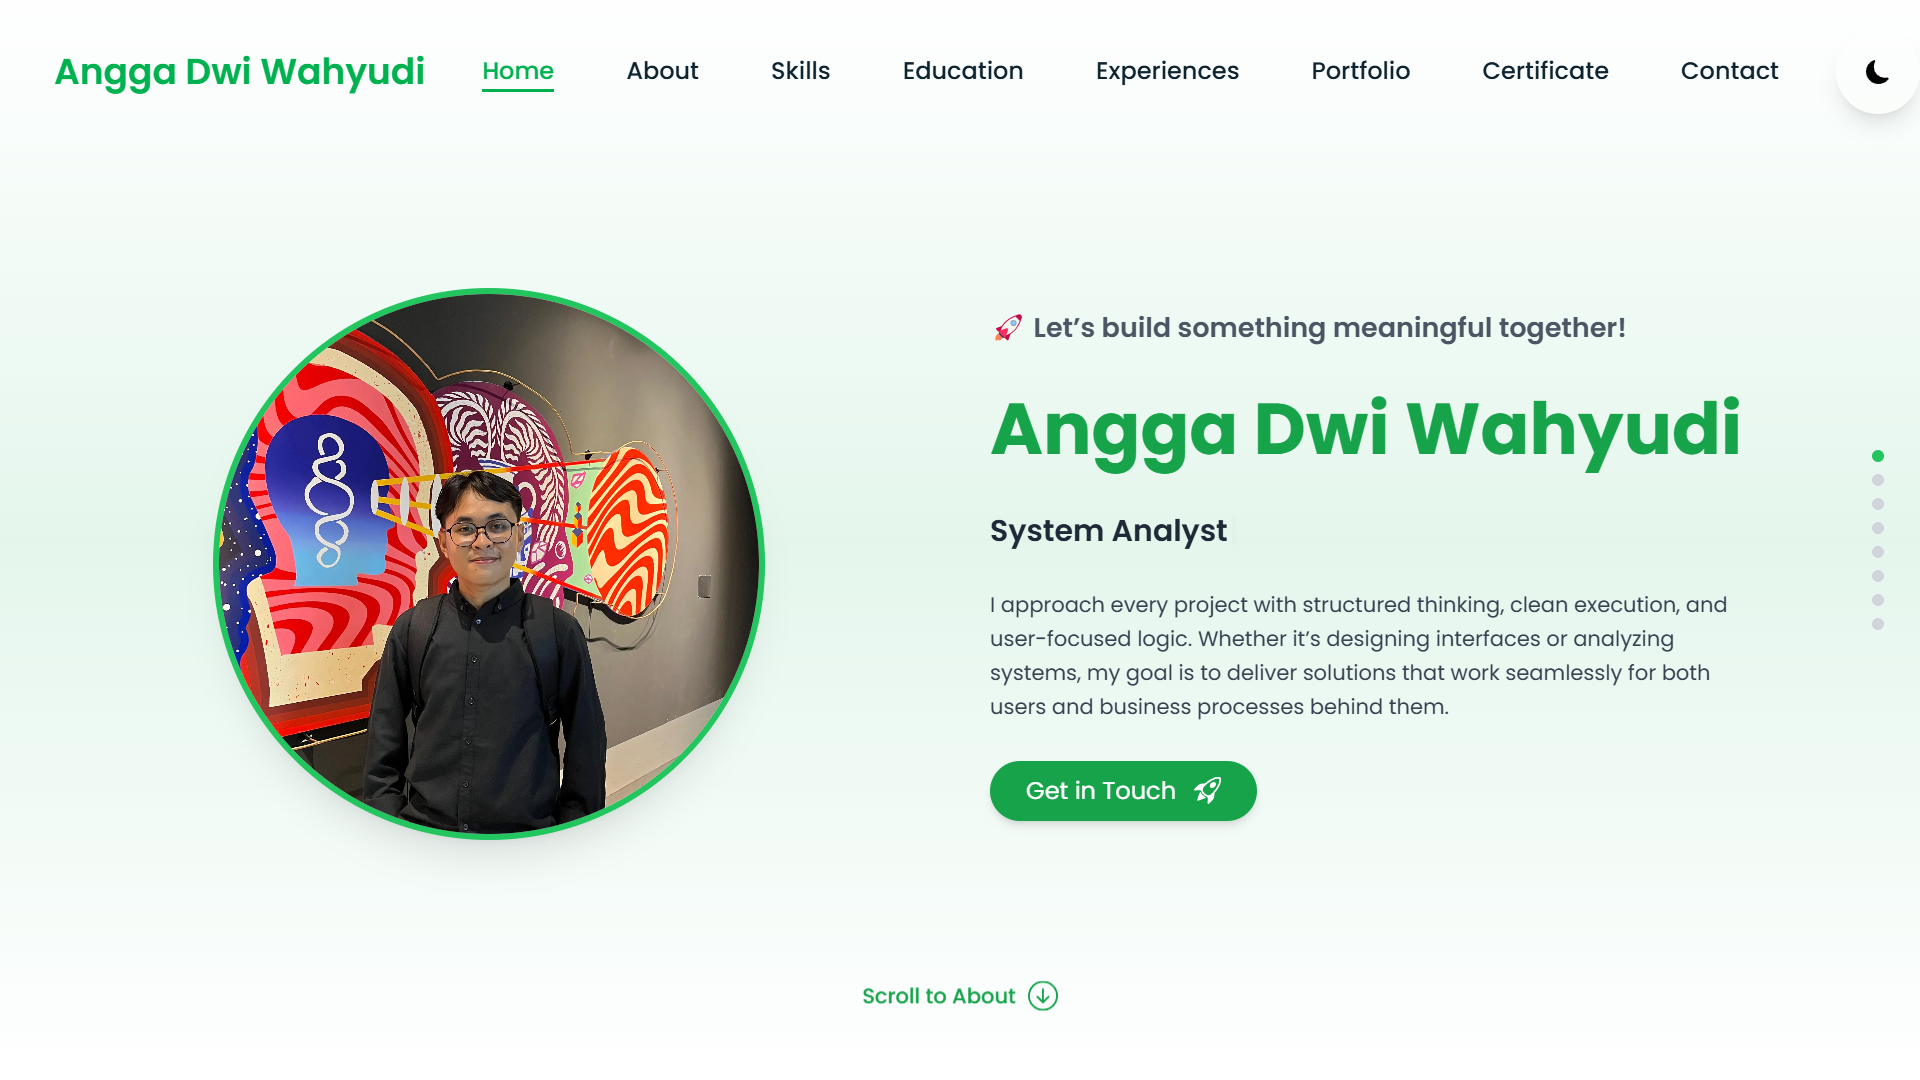 Angga Dwi Wahyudi
Home
About
Skills
Education
Experiences
Portfolio
Certificate
Contact
🚀 Let’s build something meaningful together!
Angga Dwi Wahyudi
System Analyst
I approach every project with structured thinking, clean execution, and
user-focused logic. Whether it’s designing interfaces or analyzing
systems, my goal is to deliver solutions that work seamlessly for both
users and business processes behind them.
Get in Touch
Scroll to About